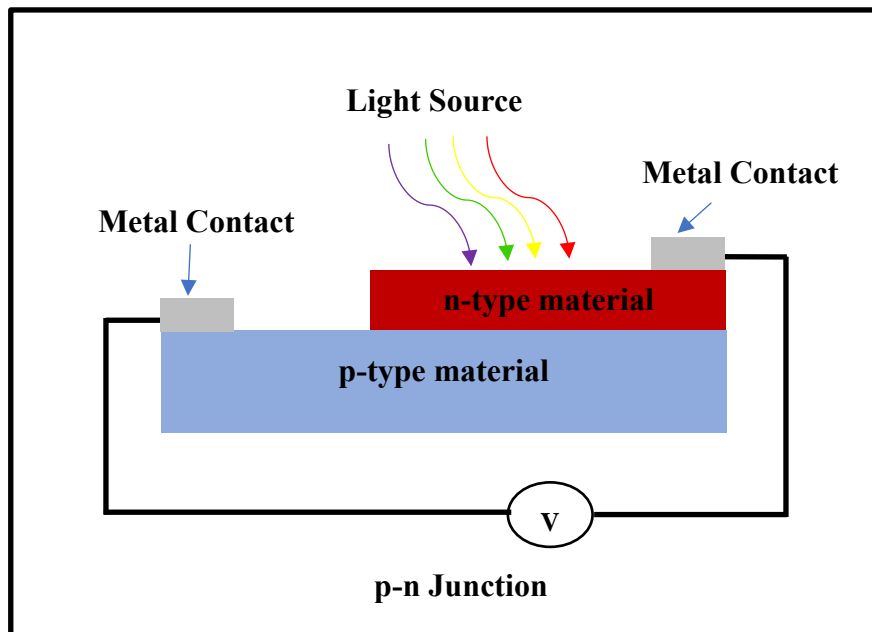 Light Source
Metal Contact
Metal Contact
n-type material
p-type material
V
p-n Junction